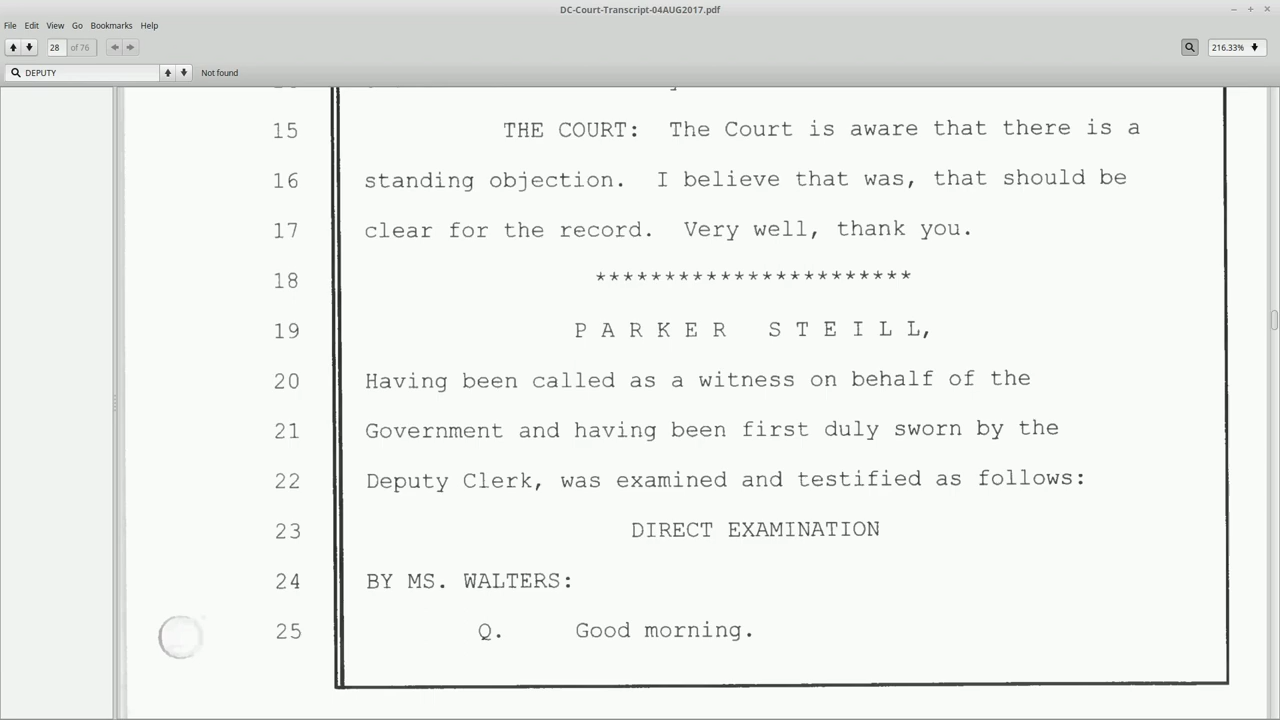 DC-Court-Transcript-04AUG2017.pdf
File Edit View Go Bookmarks Help
28 of 76 216.33%
DEPUTY Not found
15 THE COURT: The Court is aware that there is a
16 standing objection. I believe that was, that should be
17 clear for the record. Very well, thank you.
18 ***********************
19 P A R K E R S T E I L L,
20 Having been called as a witness on behalf of the
21 Government and having been first duly sworn by the
22 Deputy Clerk, was examined and testified as follows:
23 DIRECT EXAMINATION
24 BY MS. WALTERS:
25 Q. Good morning.